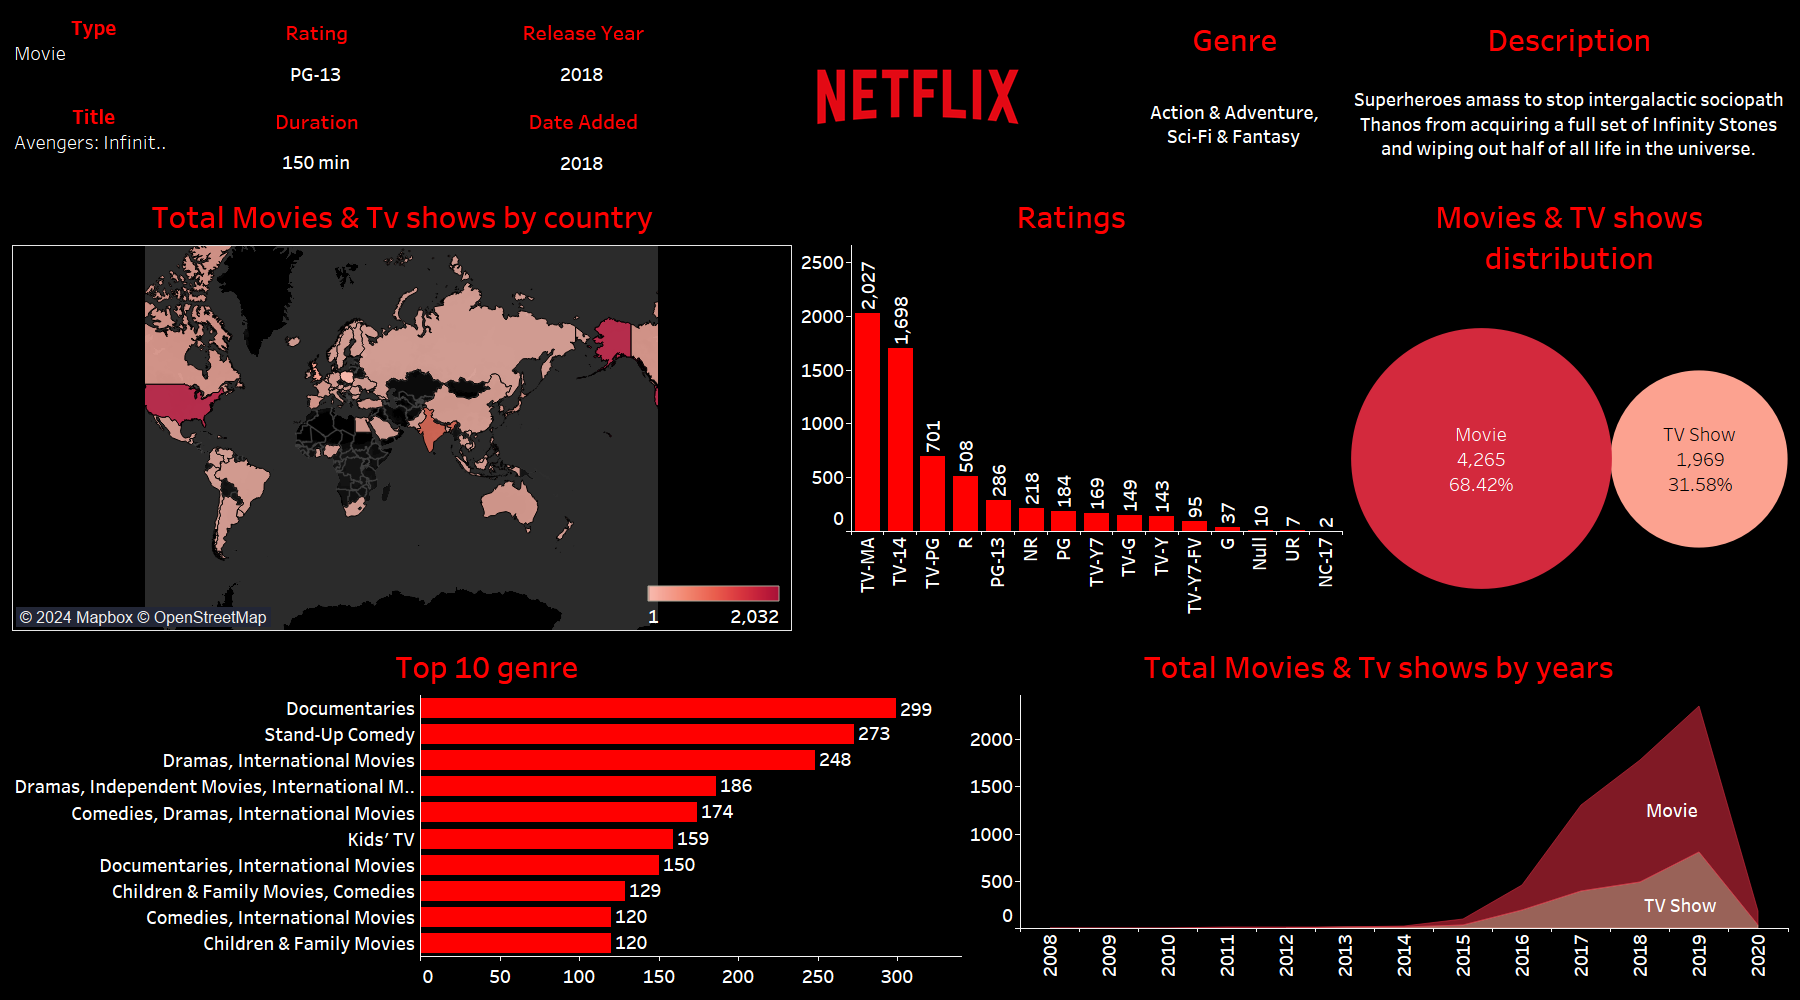 Type
Movie
Rating
PG-13
Release Year
2018
Title
Avengers: Infinit..
Duration
150 min
Date Added
2018
NETFLIX
Genre
Action & Adventure,
Sci-Fi & Fantasy
Description
Superheroes amass to stop intergalactic sociopath
Thanos from acquiring a full set of Infinity Stones
and wiping out half of all life in the universe.
Total Movies & Tv shows by country
1
2,032
© 2024 Mapbox © OpenStreetMap
Ratings
2500
2000
1500
1000
500
0
2,027
1,698
701
508
286
218
184
169
149
143
95
37
10
7
2
TV-MA
TV-14
TV-PG
R
PG-13
NR
PG
TV-Y7
TV-G
TV-Y
TV-Y7-FV
G
Null
UR
NC-17
Movies & TV shows
distribution
Movie
4,265
68.42%
TV Show
1,969
31.58%
Top 10 genre
Documentaries 299
Stand-Up Comedy 273
Dramas, International Movies 248
Dramas, Independent Movies, International M.. 186
Comedies, Dramas, International Movies 174
Kids’ TV 159
Documentaries, International Movies 150
Children & Family Movies, Comedies 129
Comedies, International Movies 120
Children & Family Movies 120
0 50 100 150 200 250 300
Total Movies & Tv shows by years
2000
1500
1000
500
0
Movie
TV Show
2008
2009
2010
2011
2012
2013
2014
2015
2016
2017
2018
2019
2020